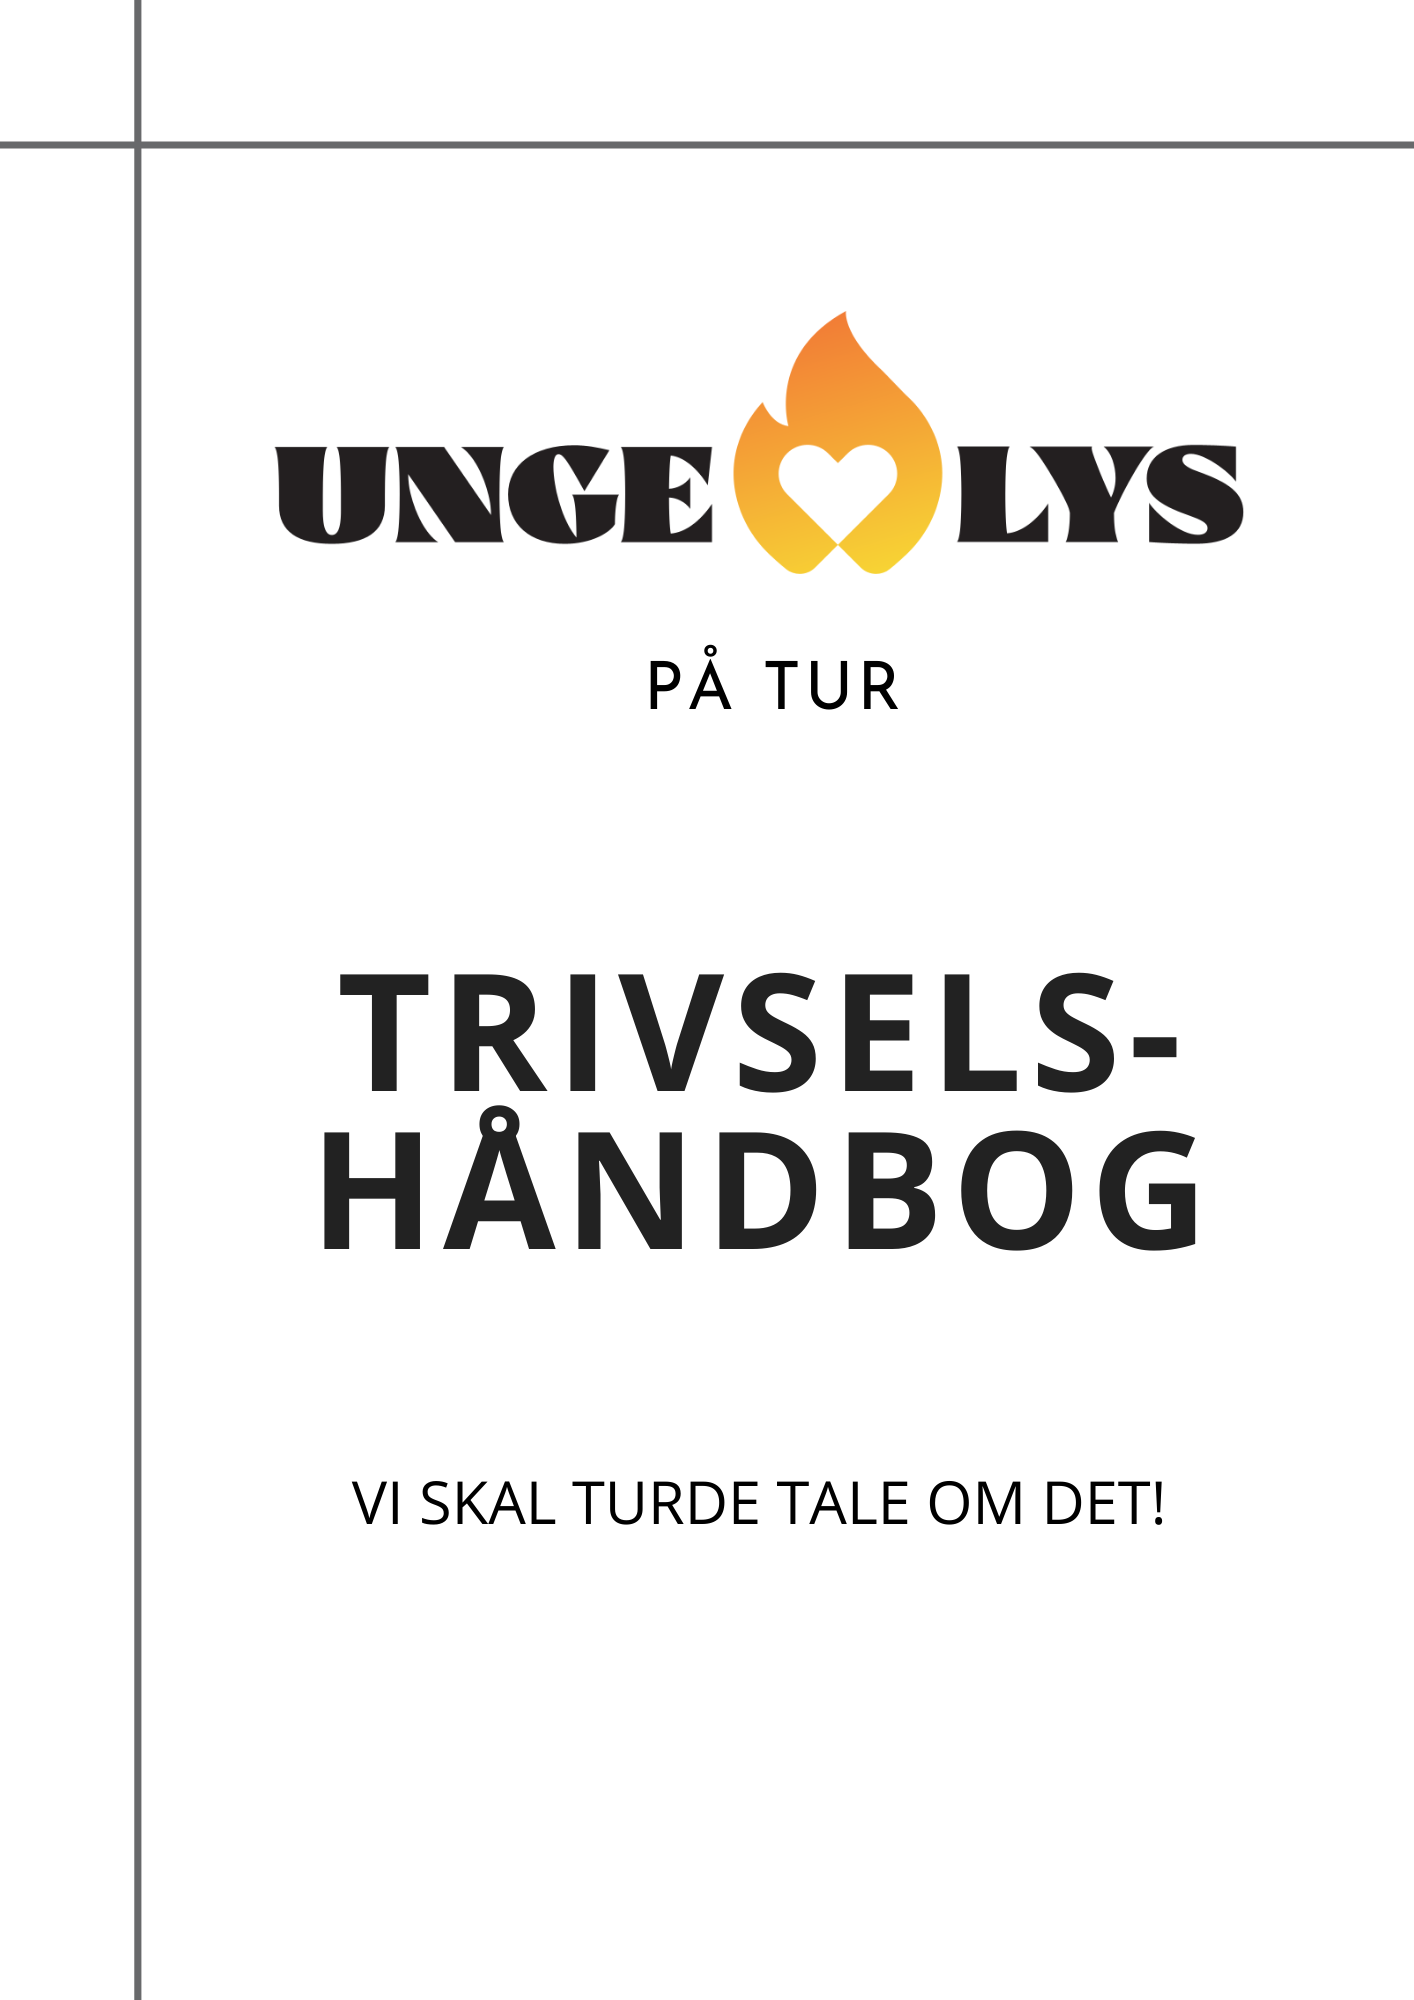 UNGE LYS
PÅ TUR
TRIVSELS-
HÅNDBOG
VI SKAL TURDE TALE OM DET!